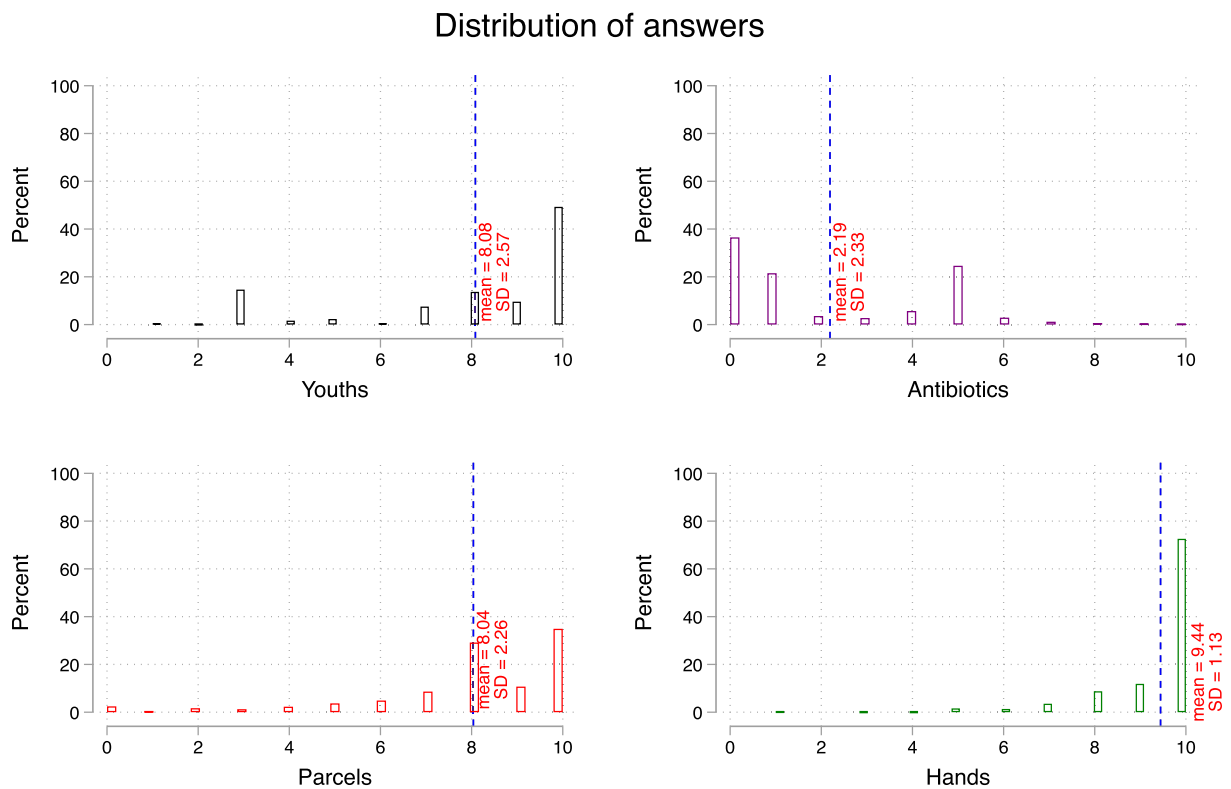 Distribution of answers
Percent
100
80
60
40
20
0
mean = 8.08
SD = 2.57
0 2 4 6 8 10
Youths
Percent
100
80
60
40
20
0
mean = 2.19
SD = 2.33
0 2 4 6 8 10
Antibiotics
Percent
100
80
60
40
20
0
mean = 8.04
SD = 2.26
0 2 4 6 8 10
Parcels
Percent
100
80
60
40
20
0
mean = 9.44
SD = 1.13
0 2 4 6 8 10
Hands